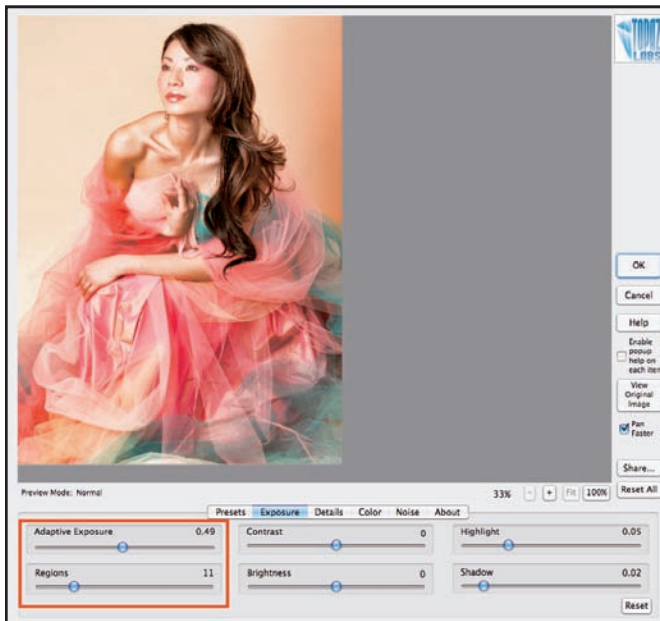 TOPAZ
LABS
OK
Cancel
Help
Enable
popup
help on
each item
View
Original
Image
Pan
Faster
Share...
Reset All
Preview Mode: Normal
33% - + Fit 100%
Presets Exposure Details Color Noise About
Adaptive Exposure 0.49
Contrast 0
Highlight 0.05
Regions 11
Brightness 0
Shadow 0.02
Reset